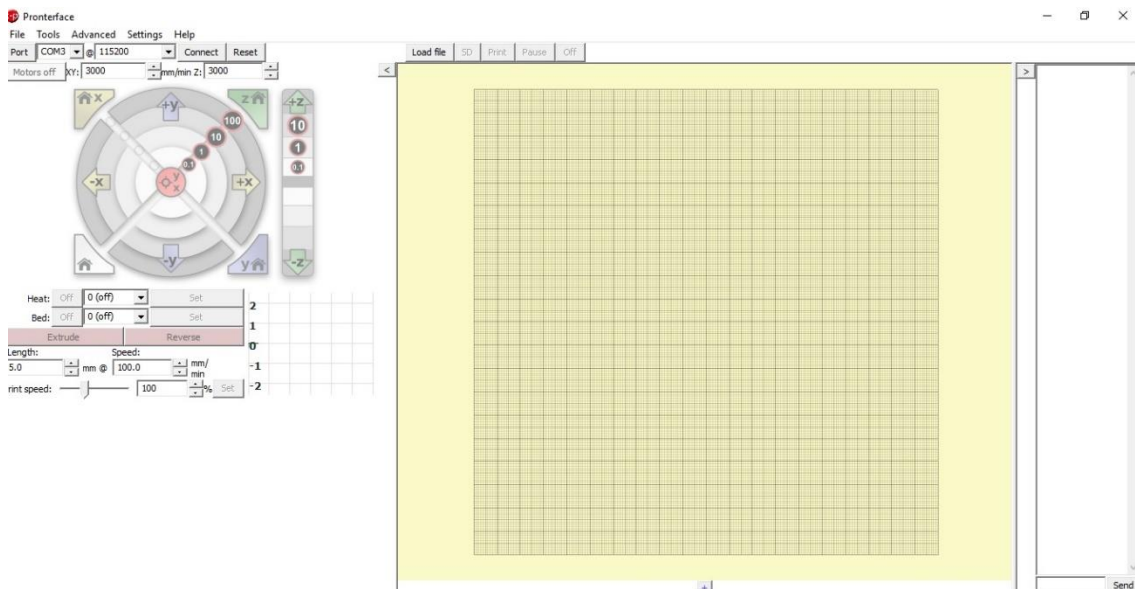 Pronterface
File Tools Advanced Settings Help
Port COM3 @ 115200 Connect Reset Load file SD Print Pause Off
Motors off XY: 3000 mm/min Z: 3000 < >
x +y z +z
100
10 10
1 1
0.1 0.1
-x y x +x
-y y -z
Heat: Off 0 (off) Set
2
Bed: Off 0 (off) Set
1
Extrude Reverse
0
Length: Speed:
5.0 mm @ 100.0 mm/
min
-1
rint speed: 100 % Set -2
+
Send